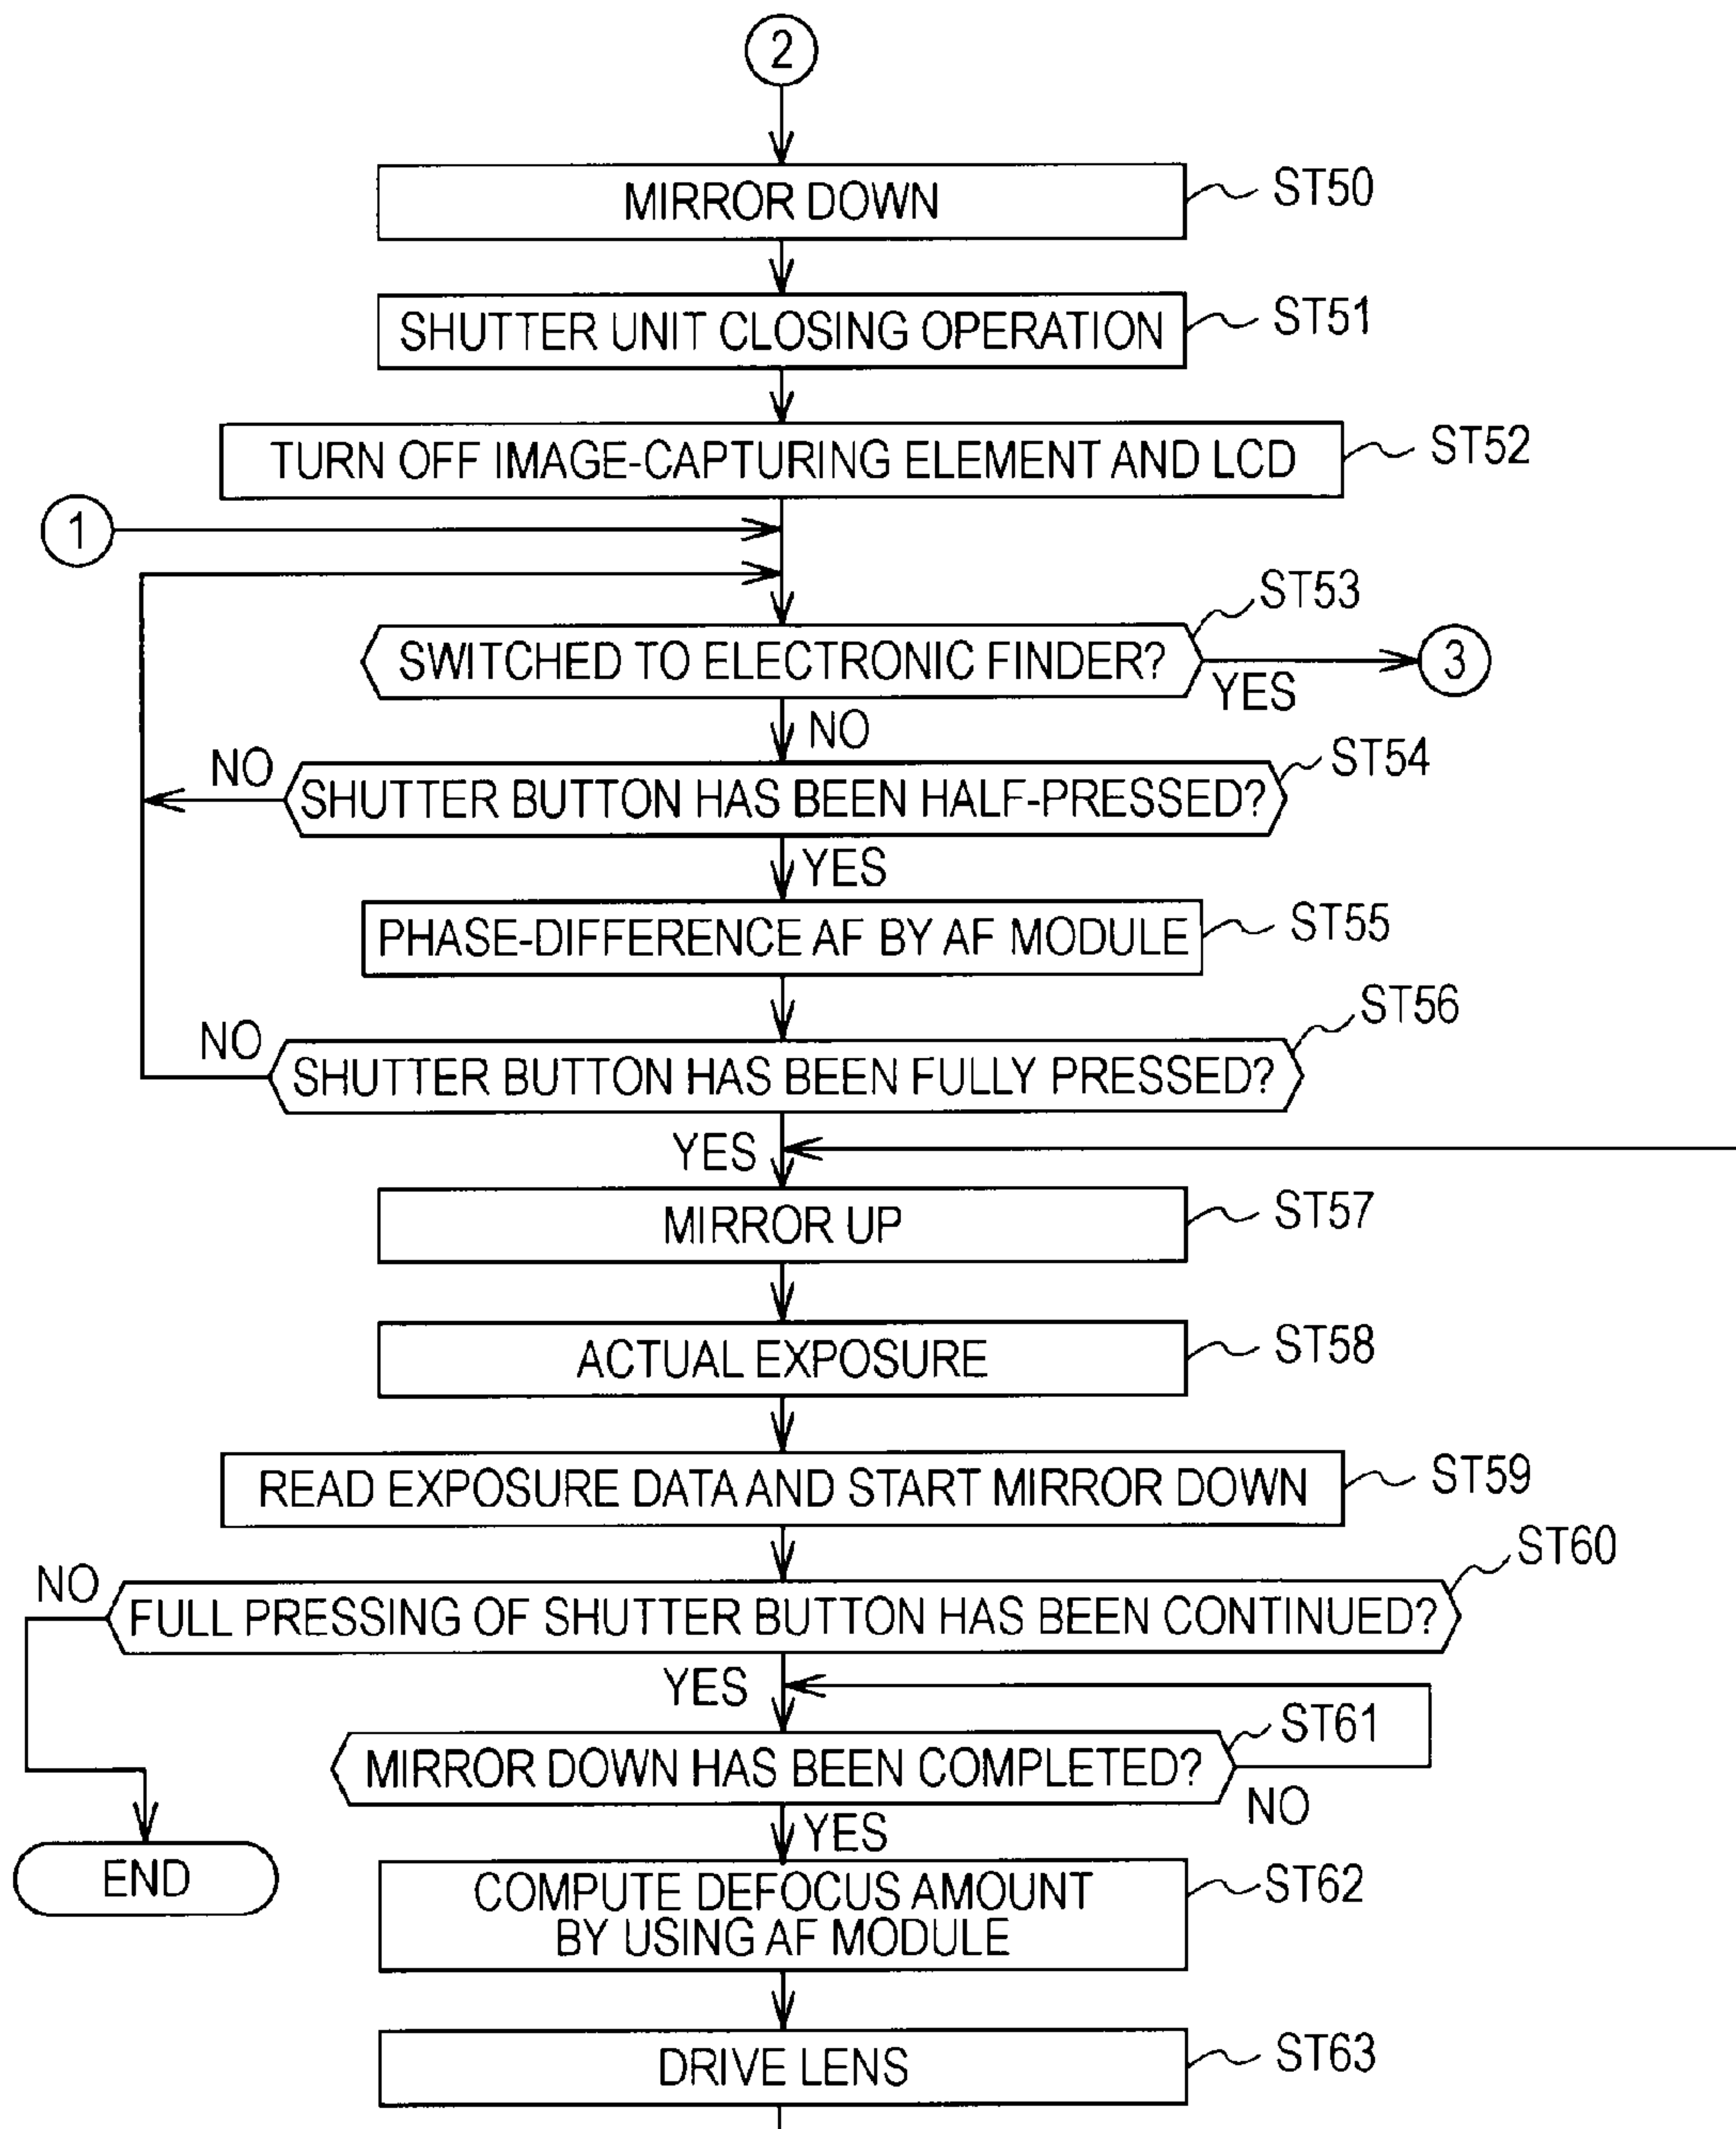 2
MIRROR DOWN
ST50
SHUTTER UNIT CLOSING OPERATION
ST51
TURN OFF IMAGE-CAPTURING ELEMENT AND LCD
ST52
1
ST53
SWITCHED TO ELECTRONIC FINDER?
3
YES
NO
ST54
NO
SHUTTER BUTTON HAS BEEN HALF-PRESSED?
YES
PHASE-DIFFERENCE AF BY AF MODULE
ST55
ST56
NO
SHUTTER BUTTON HAS BEEN FULLY PRESSED?
YES
MIRROR UP
ST57
ACTUAL EXPOSURE
ST58
READ EXPOSURE DATA AND START MIRROR DOWN
ST59
ST60
NO
FULL PRESSING OF SHUTTER BUTTON HAS BEEN CONTINUED?
YES
ST61
MIRROR DOWN HAS BEEN COMPLETED?
NO
YES
END
COMPUTE DEFOCUS AMOUNT
BY USING AF MODULE
ST62
DRIVE LENS
ST63